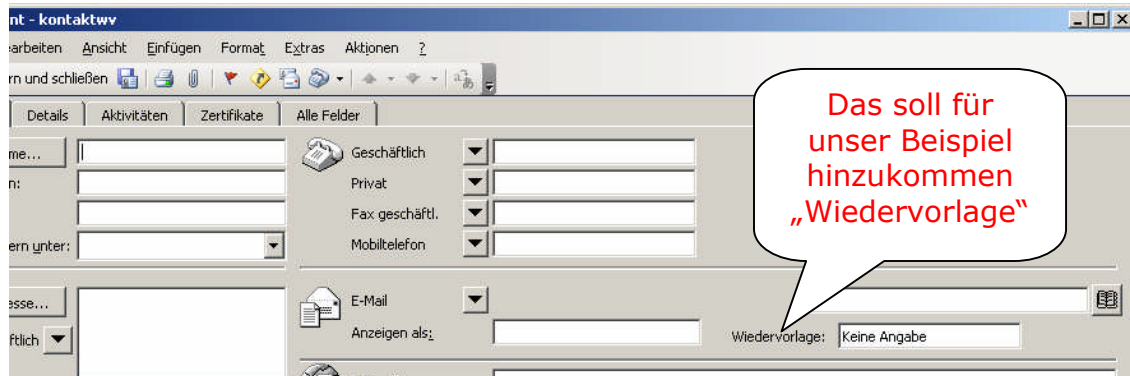 nt - kontaktwv
earbeiten Ansicht Einfügen Format Extras Aktionen ?
rn und schließen
Details Aktivitäten Zertifikate Alle Felder
me... Geschäftlich
n: Privat
Fax geschäftl.
ern unter: Mobiltelefon
Das soll für
unser Beispiel
hinzukommen
„Wiedervorlage“
esse... E-Mail
ftlich Anzeigen als: Wiedervorlage: Keine Angabe